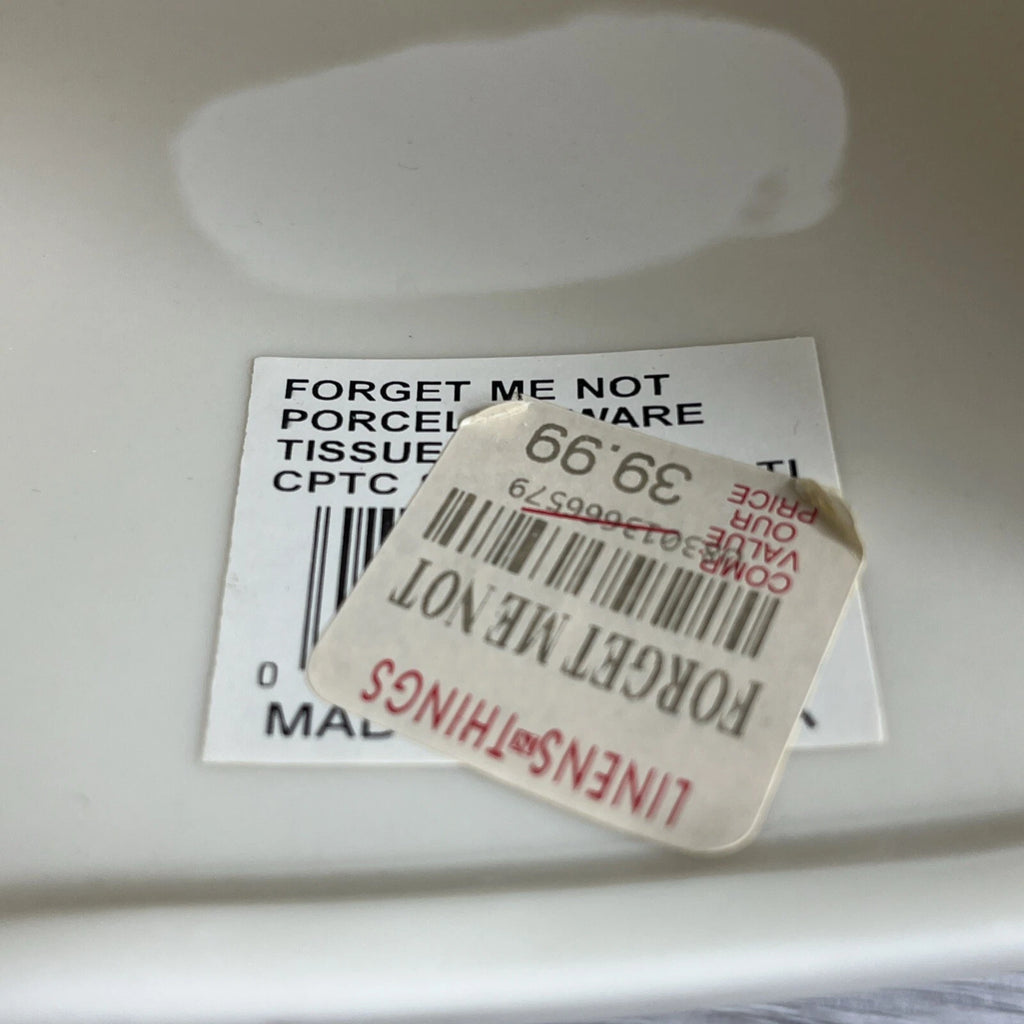 FORGET ME NOT
PORCEL WARE
TISSUE TI
CPTC
0
MAD
LINENS N THINGS
FORGET ME NOT
COMP.
VALUE
OUR
PRICE
39.99